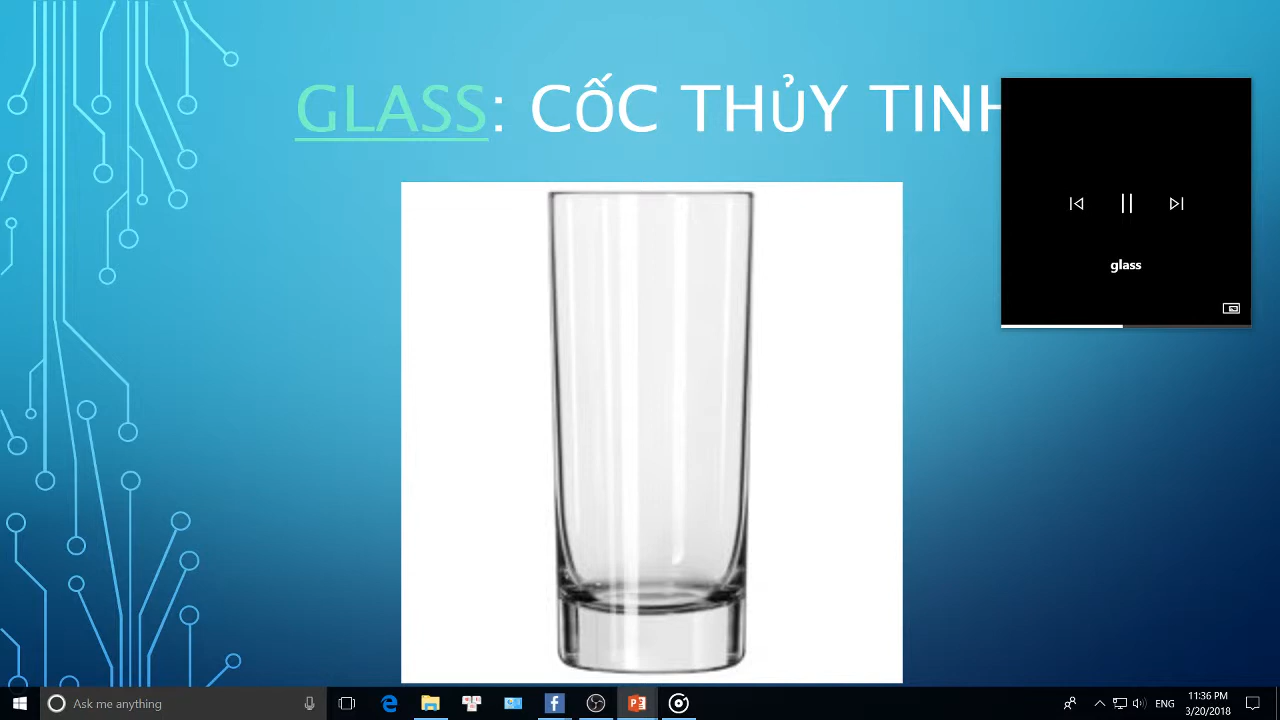 GLASS: CỐC THỦY TINH
glass
Ask me anything
ENG
11:36 PM
3/20/2018